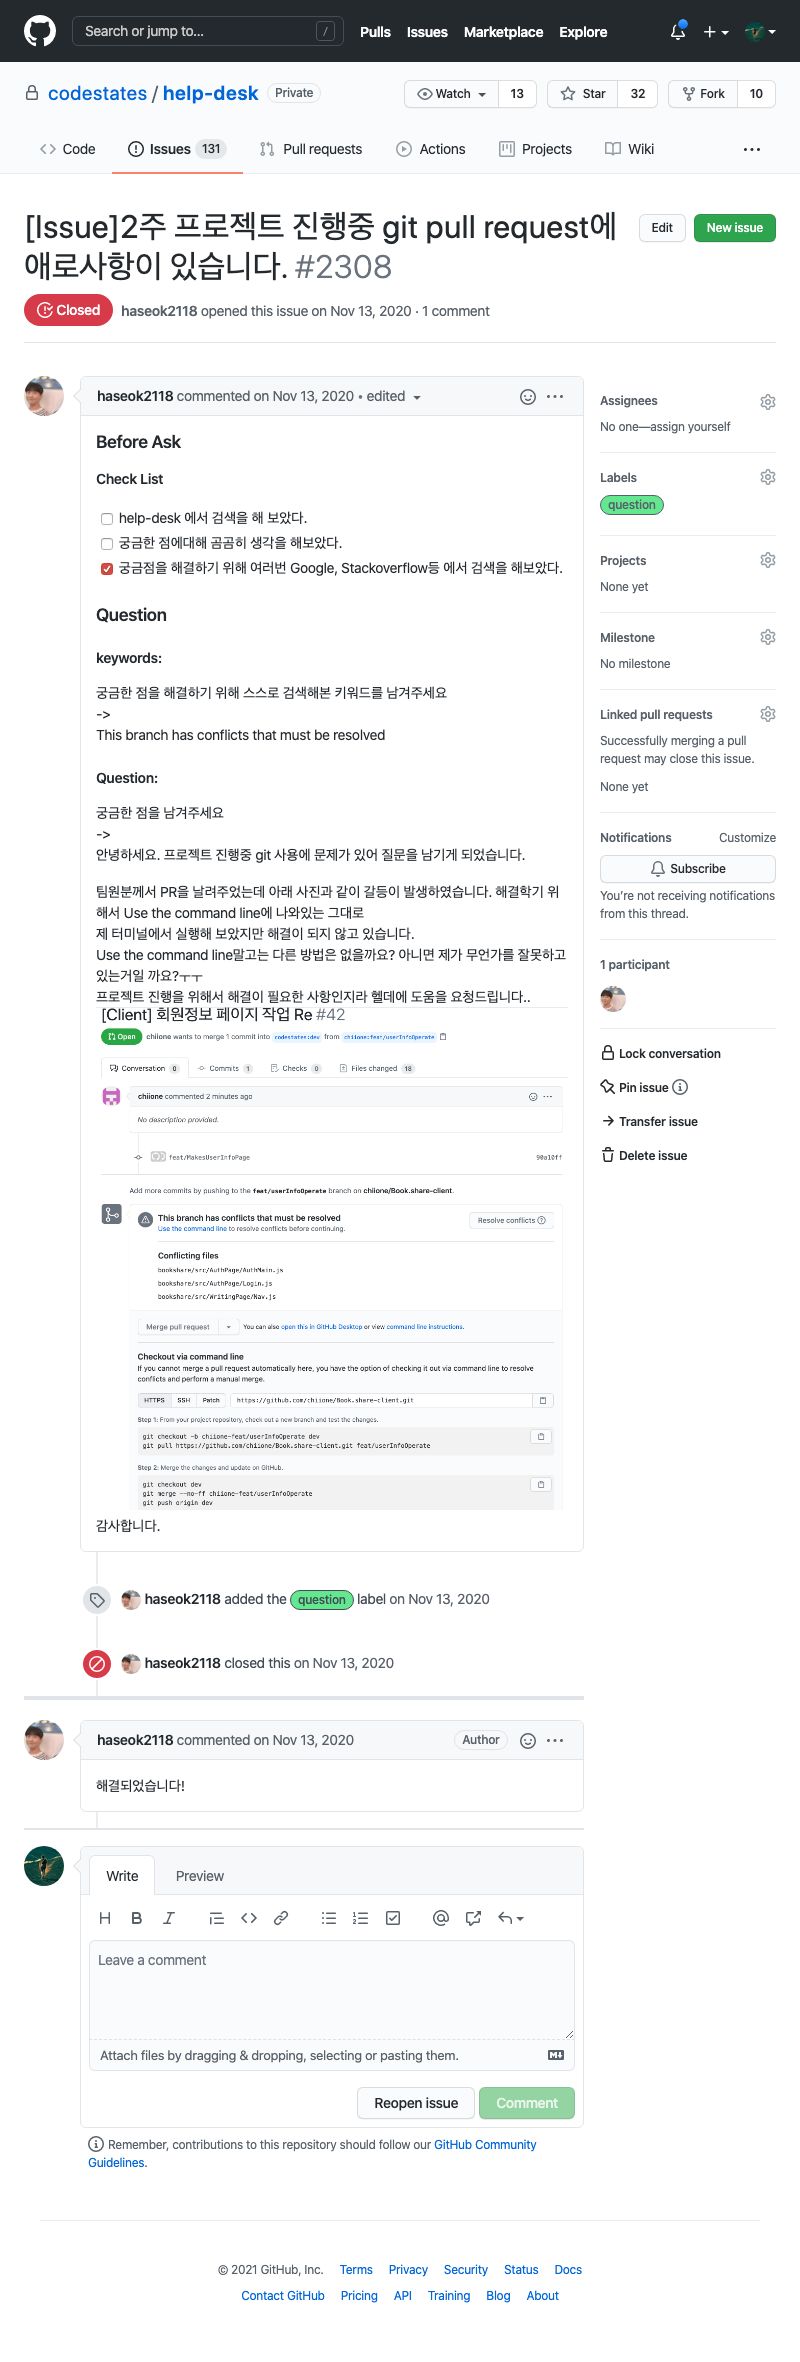 Search or jump to... /
Pulls Issues Marketplace Explore
codestates / help-desk Private
Watch 13 Star 32 Fork 10
Code Issues 131 Pull requests Actions Projects Wiki
[Issue]2주 프로젝트 진행중 git pull request에
애로사항이 있습니다. #2308
Edit New issue
Closed haseok2118 opened this issue on Nov 13, 2020 · 1 comment
haseok2118 commented on Nov 13, 2020 • edited
Before Ask
Check List
help-desk 에서 검색을 해 보았다.
궁금한 점에대해 곰곰히 생각을 해보았다.
궁금점을 해결하기 위해 여러번 Google, Stackoverflow등 에서 검색을 해보았다.
Question
keywords:
궁금한 점을 해결하기 위해 스스로 검색해본 키워드를 남겨주세요
->
This branch has conflicts that must be resolved
Question:
궁금한 점을 남겨주세요
->
안녕하세요. 프로젝트 진행중 git 사용에 문제가 있어 질문을 남기게 되었습니다.
팀원분께서 PR을 날려주었는데 아래 사진과 같이 갈등이 발생하였습니다. 해결학기 위
해서 Use the command line에 나와있는 그대로
제 터미널에서 실행해 보았지만 해결이 되지 않고 있습니다.
Use the command line말고는 다른 방법은 없을까요? 아니면 제가 무언가를 잘못하고
있는거일 까요?ㅜㅜ
프로젝트 진행을 위해서 해결이 필요한 사항인지라 헬데에 도움을 요청드립니다..
[Client] 회원정보 페이지 작업 Re #42
Open chiione wants to merge 1 commit into codestates:dev from chiione:feat/userInfoOperate
Conversation 0 Commits 1 Checks 0 Files changed 18
chiione commented 2 minutes ago
No description provided.
feat/MakesUserInfoPage 90a10ff
Add more commits by pushing to the feat/userInfoOperate branch on chiione/Book.share-client.
This branch has conflicts that must be resolved
Use the command line to resolve conflicts before continuing.
Resolve conflicts
Conflicting files
bookshare/src/AuthPage/AuthMain.js
bookshare/src/AuthPage/Login.js
bookshare/src/WritingPage/Nav.js
Merge pull request You can also open this in GitHub Desktop or view command line instructions.
Checkout via command line
If you cannot merge a pull request automatically here, you have the option of checking it out via command line to resolve
conflicts and perform a manual merge.
HTTPS SSH Patch https://github.com/chiione/Book.share-client.git
Step 1: From your project repository, check out a new branch and test the changes.
git checkout -b chiione-feat/userInfoOperate dev
git pull https://github.com/chiione/Book.share-client.git feat/userInfoOperate
Step 2: Merge the changes and update on GitHub.
git checkout dev
git merge --no-ff chiione-feat/userInfoOperate
git push origin dev
감사합니다.
haseok2118 added the question label on Nov 13, 2020
haseok2118 closed this on Nov 13, 2020
haseok2118 commented on Nov 13, 2020 Author
해결되었습니다!
Write Preview
Leave a comment
Attach files by dragging & dropping, selecting or pasting them.
Reopen issue Comment
Remember, contributions to this repository should follow our GitHub Community
Guidelines.
Assignees
No one—assign yourself
Labels
question
Projects
None yet
Milestone
No milestone
Linked pull requests
Successfully merging a pull
request may close this issue.
None yet
Notifications Customize
Subscribe
You're not receiving notifications
from this thread.
1 participant
Lock conversation
Pin issue
Transfer issue
Delete issue
© 2021 GitHub, Inc. Terms Privacy Security Status Docs
Contact GitHub Pricing API Training Blog About